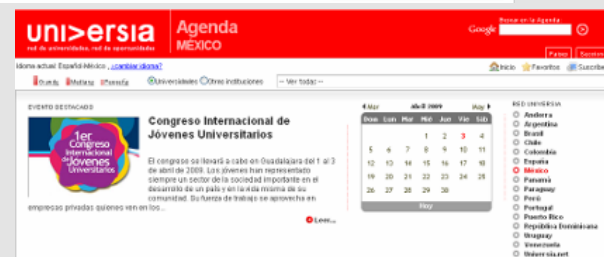 uni>ersia
red de universidades, red de oportunidades
Agenda
MÉXICO
Buscar en la Agenda
Google
Países
Idioma actual: Español-México , ¿cambiar idioma?
Inicio Favoritos Suscribe
Universidades Otras instituciones -- Ver todas --
EVENTO DESTACADO
1er
Congreso
Internacional
de Jóvenes
Universitarios
Congreso Internacional de
Jóvenes Universitarios
El congreso se llevará a cabo en Guadalajara del 1 al 3
de abril de 2009. Los jóvenes han representado
siempre un sector de la sociedad importante en el
desarrollo de un país y en la vida misma de su
comunidad. Su fuerza de trabajo se aprovecha en
empresas privadas quienes ven en los...
Leer...
Mar abril 2009 May
Dom Lun Mar Mié Jue Vie Sáb
1 2 3 4
5 6 7 8 9 10 11
12 13 14 15 16 17 18
19 20 21 22 23 24 25
26 27 28 29 30
Hoy
RED UNIVERSIA
Andorra
Argentina
Brasil
Chile
Colombia
España
México
Panamá
Paraguay
Perú
Portugal
Puerto Rico
República Dominicana
Uruguay
Venezuela
Universia.net